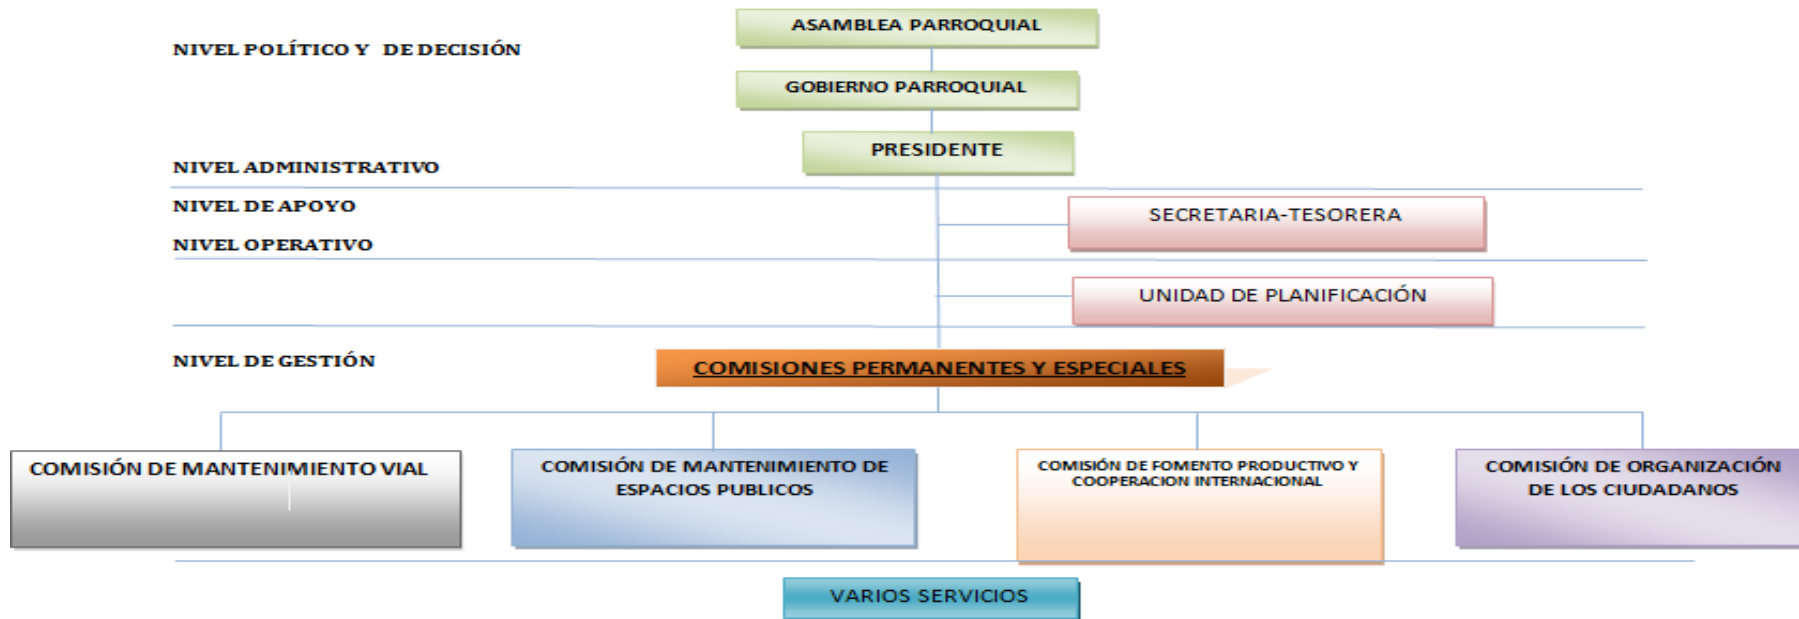 ASAMBLEA PARROQUIAL
NIVEL POLÍTICO Y DE DECISIÓN
GOBIERNO PARROQUIAL
PRESIDENTE
NIVEL ADMINISTRATIVO
NIVEL DE APOYO
SECRETARIA-TESORERA
NIVEL OPERATIVO
UNIDAD DE PLANIFICACIÓN
NIVEL DE GESTIÓN
COMISIONES PERMANENTES Y ESPECIALES
COMISIÓN DE MANTENIMIENTO VIAL
COMISIÓN DE MANTENIMIENTO DE
ESPACIOS PUBLICOS
COMISIÓN DE FOMENTO PRODUCTIVO Y
COOPERACION INTERNACIONAL
COMISIÓN DE ORGANIZACIÓN
DE LOS CIUDADANOS
VARIOS SERVICIOS